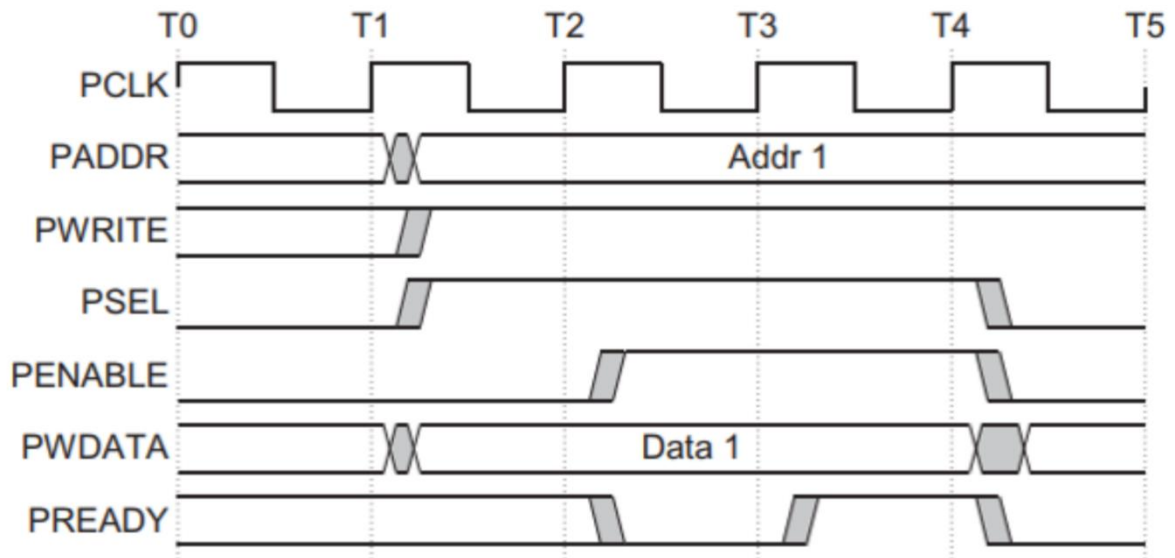 T0 T1 T2 T3 T4 T5
PCLK
PADDR Addr 1
PWRITE
PSEL
PENABLE
PWDATA Data 1
PREADY